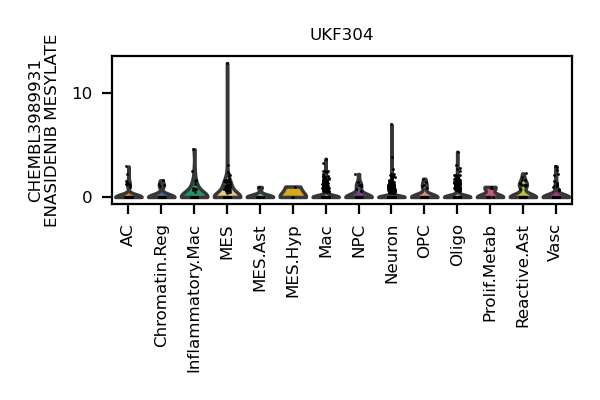 UKF304
CHEMBL3989931
ENASIDENIB MESYLATE
10
0
AC
Chromatin.Reg
Inflammatory.Mac
MES
MES.Ast
MES.Hyp
Mac
NPC
Neuron
OPC
Oligo
Prolif.Metab
Reactive.Ast
Vasc